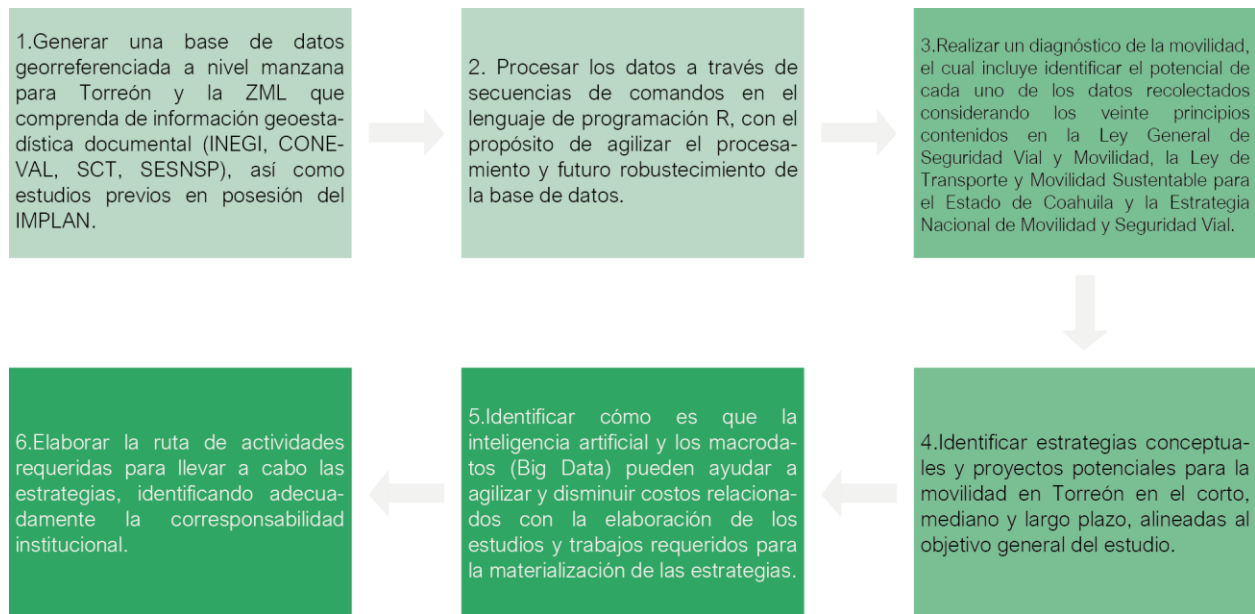 1.Generar una base de datos
georreferenciada a nivel manzana
para Torreón y la ZML que
comprenda de información geoesta-
dística documental (INEGI, CONE-
VAL, SCT, SESNSP), así como
estudios previos en posesión del
IMPLAN.
2. Procesar los datos a través de
secuencias de comandos en el
lenguaje de programación R, con el
propósito de agilizar el procesa-
miento y futuro robustecimiento de
la base de datos.
3.Realizar un diagnóstico de la movilidad,
el cual incluye identificar el potencial de
cada uno de los datos recolectados
considerando los veinte principios
contenidos en la Ley General de
Seguridad Vial y Movilidad, la Ley de
Transporte y Movilidad Sustentable para
el Estado de Coahuila y la Estrategia
Nacional de Movilidad y Seguridad Vial.
4.Identificar estrategias conceptua-
les y proyectos potenciales para la
movilidad en Torreón en el corto,
mediano y largo plazo, alineadas al
objetivo general del estudio.
5.Identificar cómo es que la
inteligencia artificial y los macroda-
tos (Big Data) pueden ayudar a
agilizar y disminuir costos relaciona-
dos con la elaboración de los
estudios y trabajos requeridos para
la materialización de las estrategias.
6.Elaborar la ruta de actividades
requeridas para llevar a cabo las
estrategias, identificando adecua-
damente la corresponsabilidad
institucional.